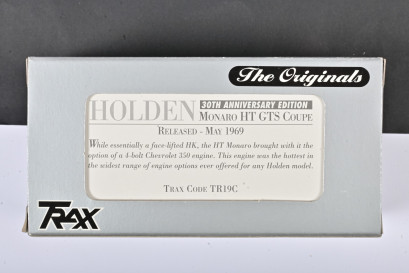 The Originals
HOLDEN 30TH ANNIVERSARY EDITION
MONARO HT GTS COUPE
RELEASED - MAY 1969
While essentially a face-lifted HK, the HT Monaro brought with it the
option of a 4-bolt Chevrolet 350 engine. This engine was the hottest in
the widest range of engine options ever offered for any Holden model.
TRAX CODE TR19C
TRAX